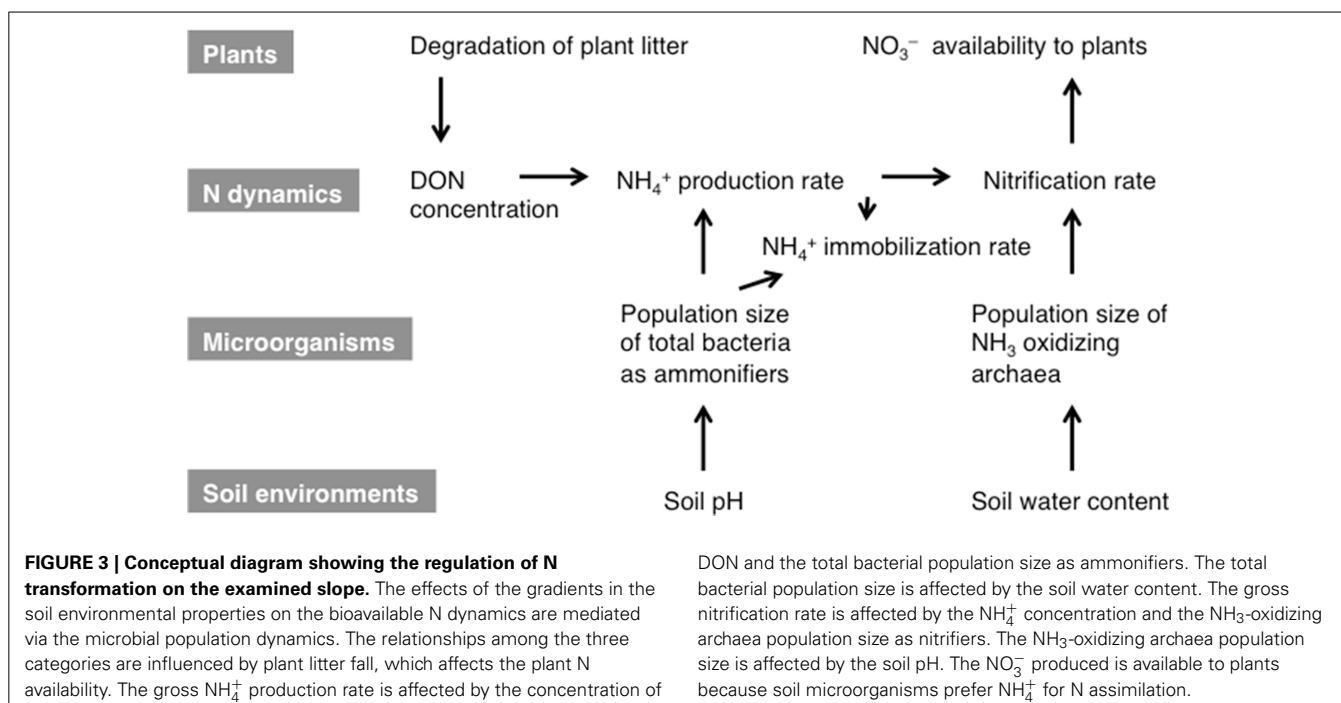 Plants
Degradation of plant litter
NO₃⁻ availability to plants
N dynamics
DON
concentration
NH₄⁺ production rate
Nitrification rate
NH₄⁺ immobilization rate
Microorganisms
Population size
of total bacteria
as ammonifiers
Population size of
NH₃ oxidizing
archaea
Soil environments
Soil pH
Soil water content
FIGURE 3 | Conceptual diagram showing the regulation of N
transformation on the examined slope. The effects of the gradients in the
soil environmental properties on the bioavailable N dynamics are mediated
via the microbial population dynamics. The relationships among the three
categories are influenced by plant litter fall, which affects the plant N
availability. The gross NH₄⁺ production rate is affected by the concentration of
DON and the total bacterial population size as ammonifiers. The total
bacterial population size is affected by the soil water content. The gross
nitrification rate is affected by the NH₄⁺ concentration and the NH₃-oxidizing
archaea population size as nitrifiers. The NH₃-oxidizing archaea population
size is affected by the soil pH. The NO₃⁻ produced is available to plants
because soil microorganisms prefer NH₄⁺ for N assimilation.